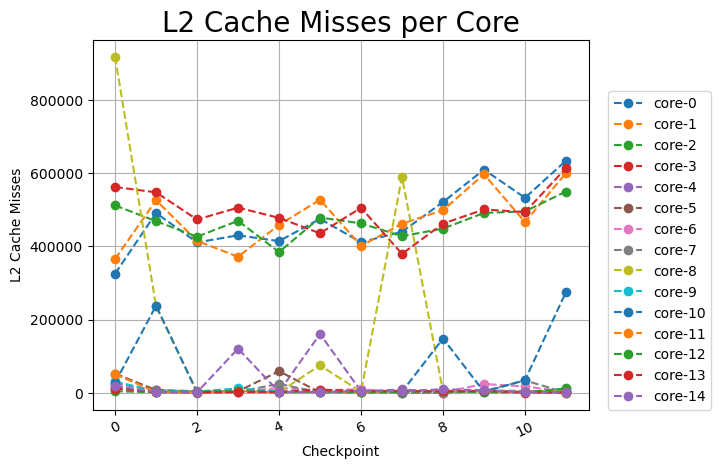 L2 Cache Misses per Core
L2 Cache Misses
800000
600000
400000
200000
0
0 2 4 6 8 10
Checkpoint
core-0
core-1
core-2
core-3
core-4
core-5
core-6
core-7
core-8
core-9
core-10
core-11
core-12
core-13
core-14